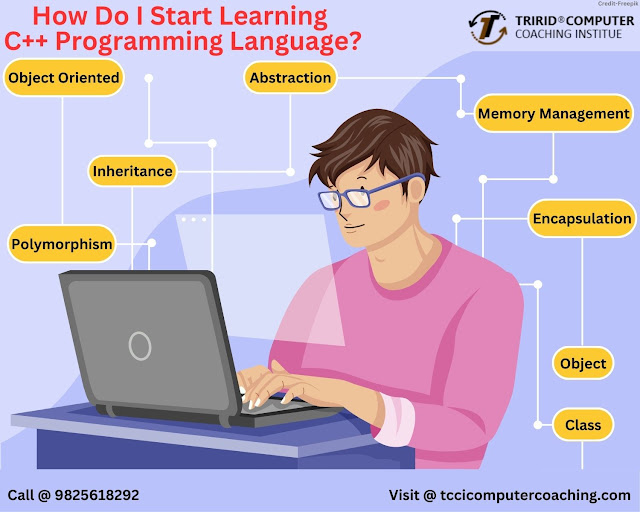 Credit-Freepik
How Do I Start Learning
C++ Programming Language?
TRIRID® COMPUTER
COACHING INSTITUE
Object Oriented
Abstraction
Memory Management
Inheritance
Encapsulation
Polymorphism
Object
Class
Call @ 9825618292
Visit @ tccicomputercoaching.com